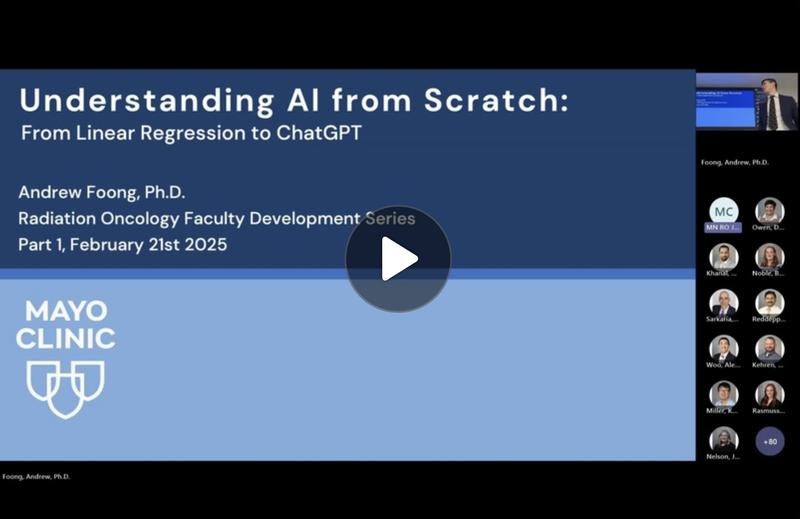 Understanding AI from Scratch:
From Linear Regression to ChatGPT
Andrew Foong, Ph.D.
Radiation Oncology Faculty Development Series
Part 1, February 21st 2025
MAYO
CLINIC
Foong, Andrew, Ph.D.
MC
MN RO J...
Owen, D...
Khanal, ...
Noble, B...
Sarkaria,...
Reddepp...
Woo, Ale...
Kehren, ...
Miller, K...
Rasmuss...
Nelson, J...
+80
Foong, Andrew, Ph.D.